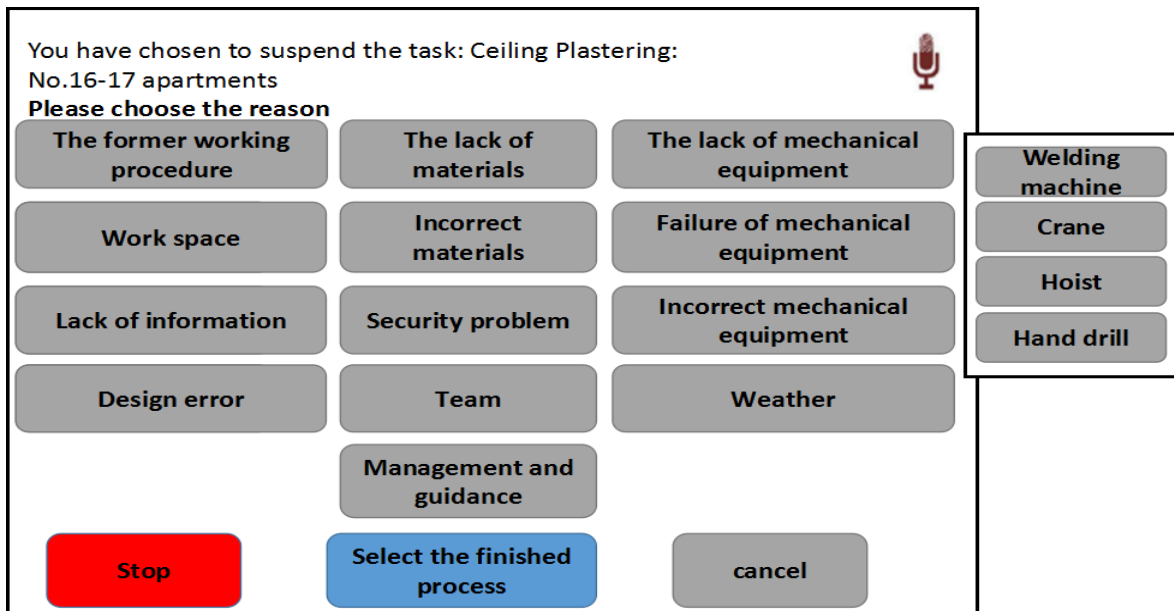 You have chosen to suspend the task: Ceiling Plastering:
No.16-17 apartments
Please choose the reason
The former working
procedure
The lack of
materials
The lack of mechanical
equipment
Work space
Incorrect
materials
Failure of mechanical
equipment
Lack of information
Security problem
Incorrect mechanical
equipment
Design error
Team
Weather
Management and
guidance
Stop
Select the finished
process
cancel
Welding
machine
Crane
Hoist
Hand drill